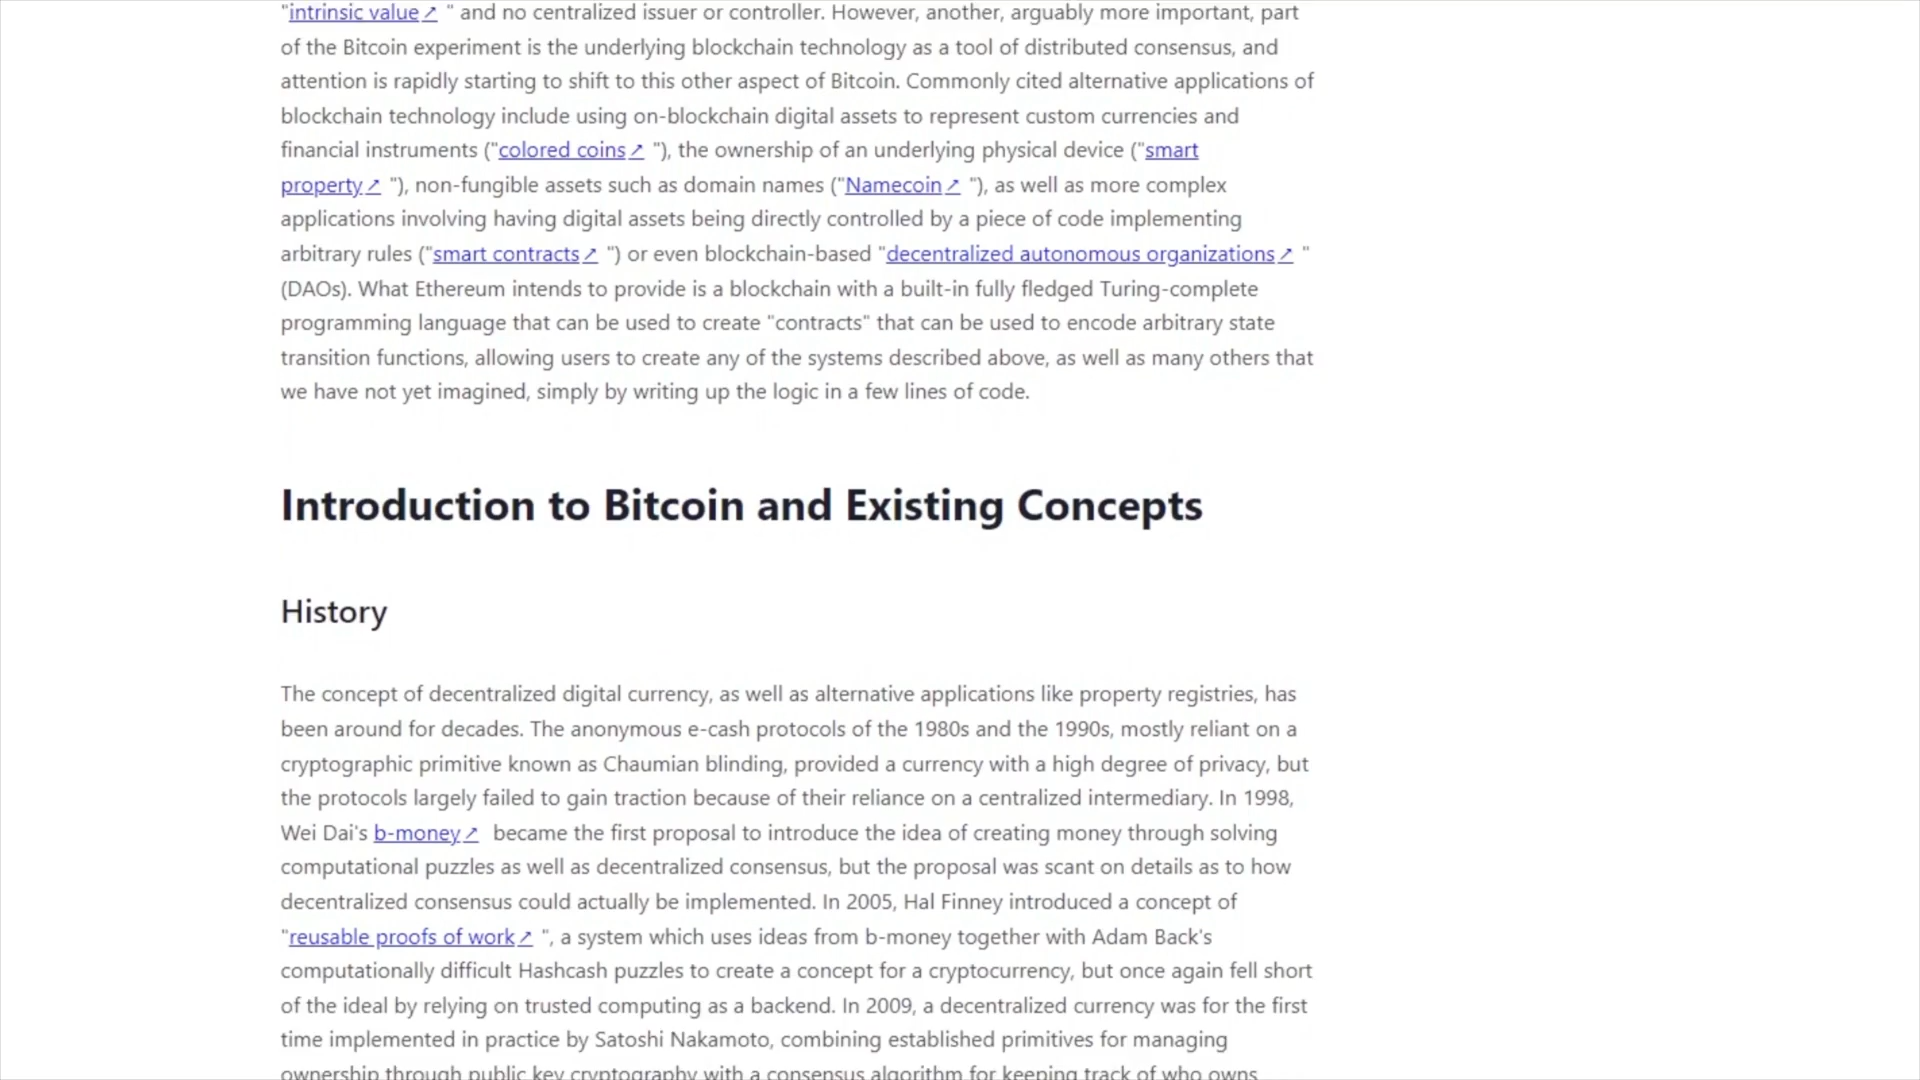 "intrinsic value↗ " and no centralized issuer or controller. However, another, arguably more important, part
of the Bitcoin experiment is the underlying blockchain technology as a tool of distributed consensus, and
attention is rapidly starting to shift to this other aspect of Bitcoin. Commonly cited alternative applications of
blockchain technology include using on-blockchain digital assets to represent custom currencies and
financial instruments ("colored coins↗ "), the ownership of an underlying physical device ("smart
property↗ "), non-fungible assets such as domain names ("Namecoin↗ "), as well as more complex
applications involving having digital assets being directly controlled by a piece of code implementing
arbitrary rules ("smart contracts↗ ") or even blockchain-based "decentralized autonomous organizations↗ "
(DAOs). What Ethereum intends to provide is a blockchain with a built-in fully fledged Turing-complete
programming language that can be used to create "contracts" that can be used to encode arbitrary state
transition functions, allowing users to create any of the systems described above, as well as many others that
we have not yet imagined, simply by writing up the logic in a few lines of code.
Introduction to Bitcoin and Existing Concepts
History
The concept of decentralized digital currency, as well as alternative applications like property registries, has
been around for decades. The anonymous e-cash protocols of the 1980s and the 1990s, mostly reliant on a
cryptographic primitive known as Chaumian blinding, provided a currency with a high degree of privacy, but
the protocols largely failed to gain traction because of their reliance on a centralized intermediary. In 1998,
Wei Dai's b-money↗ became the first proposal to introduce the idea of creating money through solving
computational puzzles as well as decentralized consensus, but the proposal was scant on details as to how
decentralized consensus could actually be implemented. In 2005, Hal Finney introduced a concept of
"reusable proofs of work↗ ", a system which uses ideas from b-money together with Adam Back's
computationally difficult Hashcash puzzles to create a concept for a cryptocurrency, but once again fell short
of the ideal by relying on trusted computing as a backend. In 2009, a decentralized currency was for the first
time implemented in practice by Satoshi Nakamoto, combining established primitives for managing
ownership through public key cryptography with a consensus algorithm for keeping track of who owns